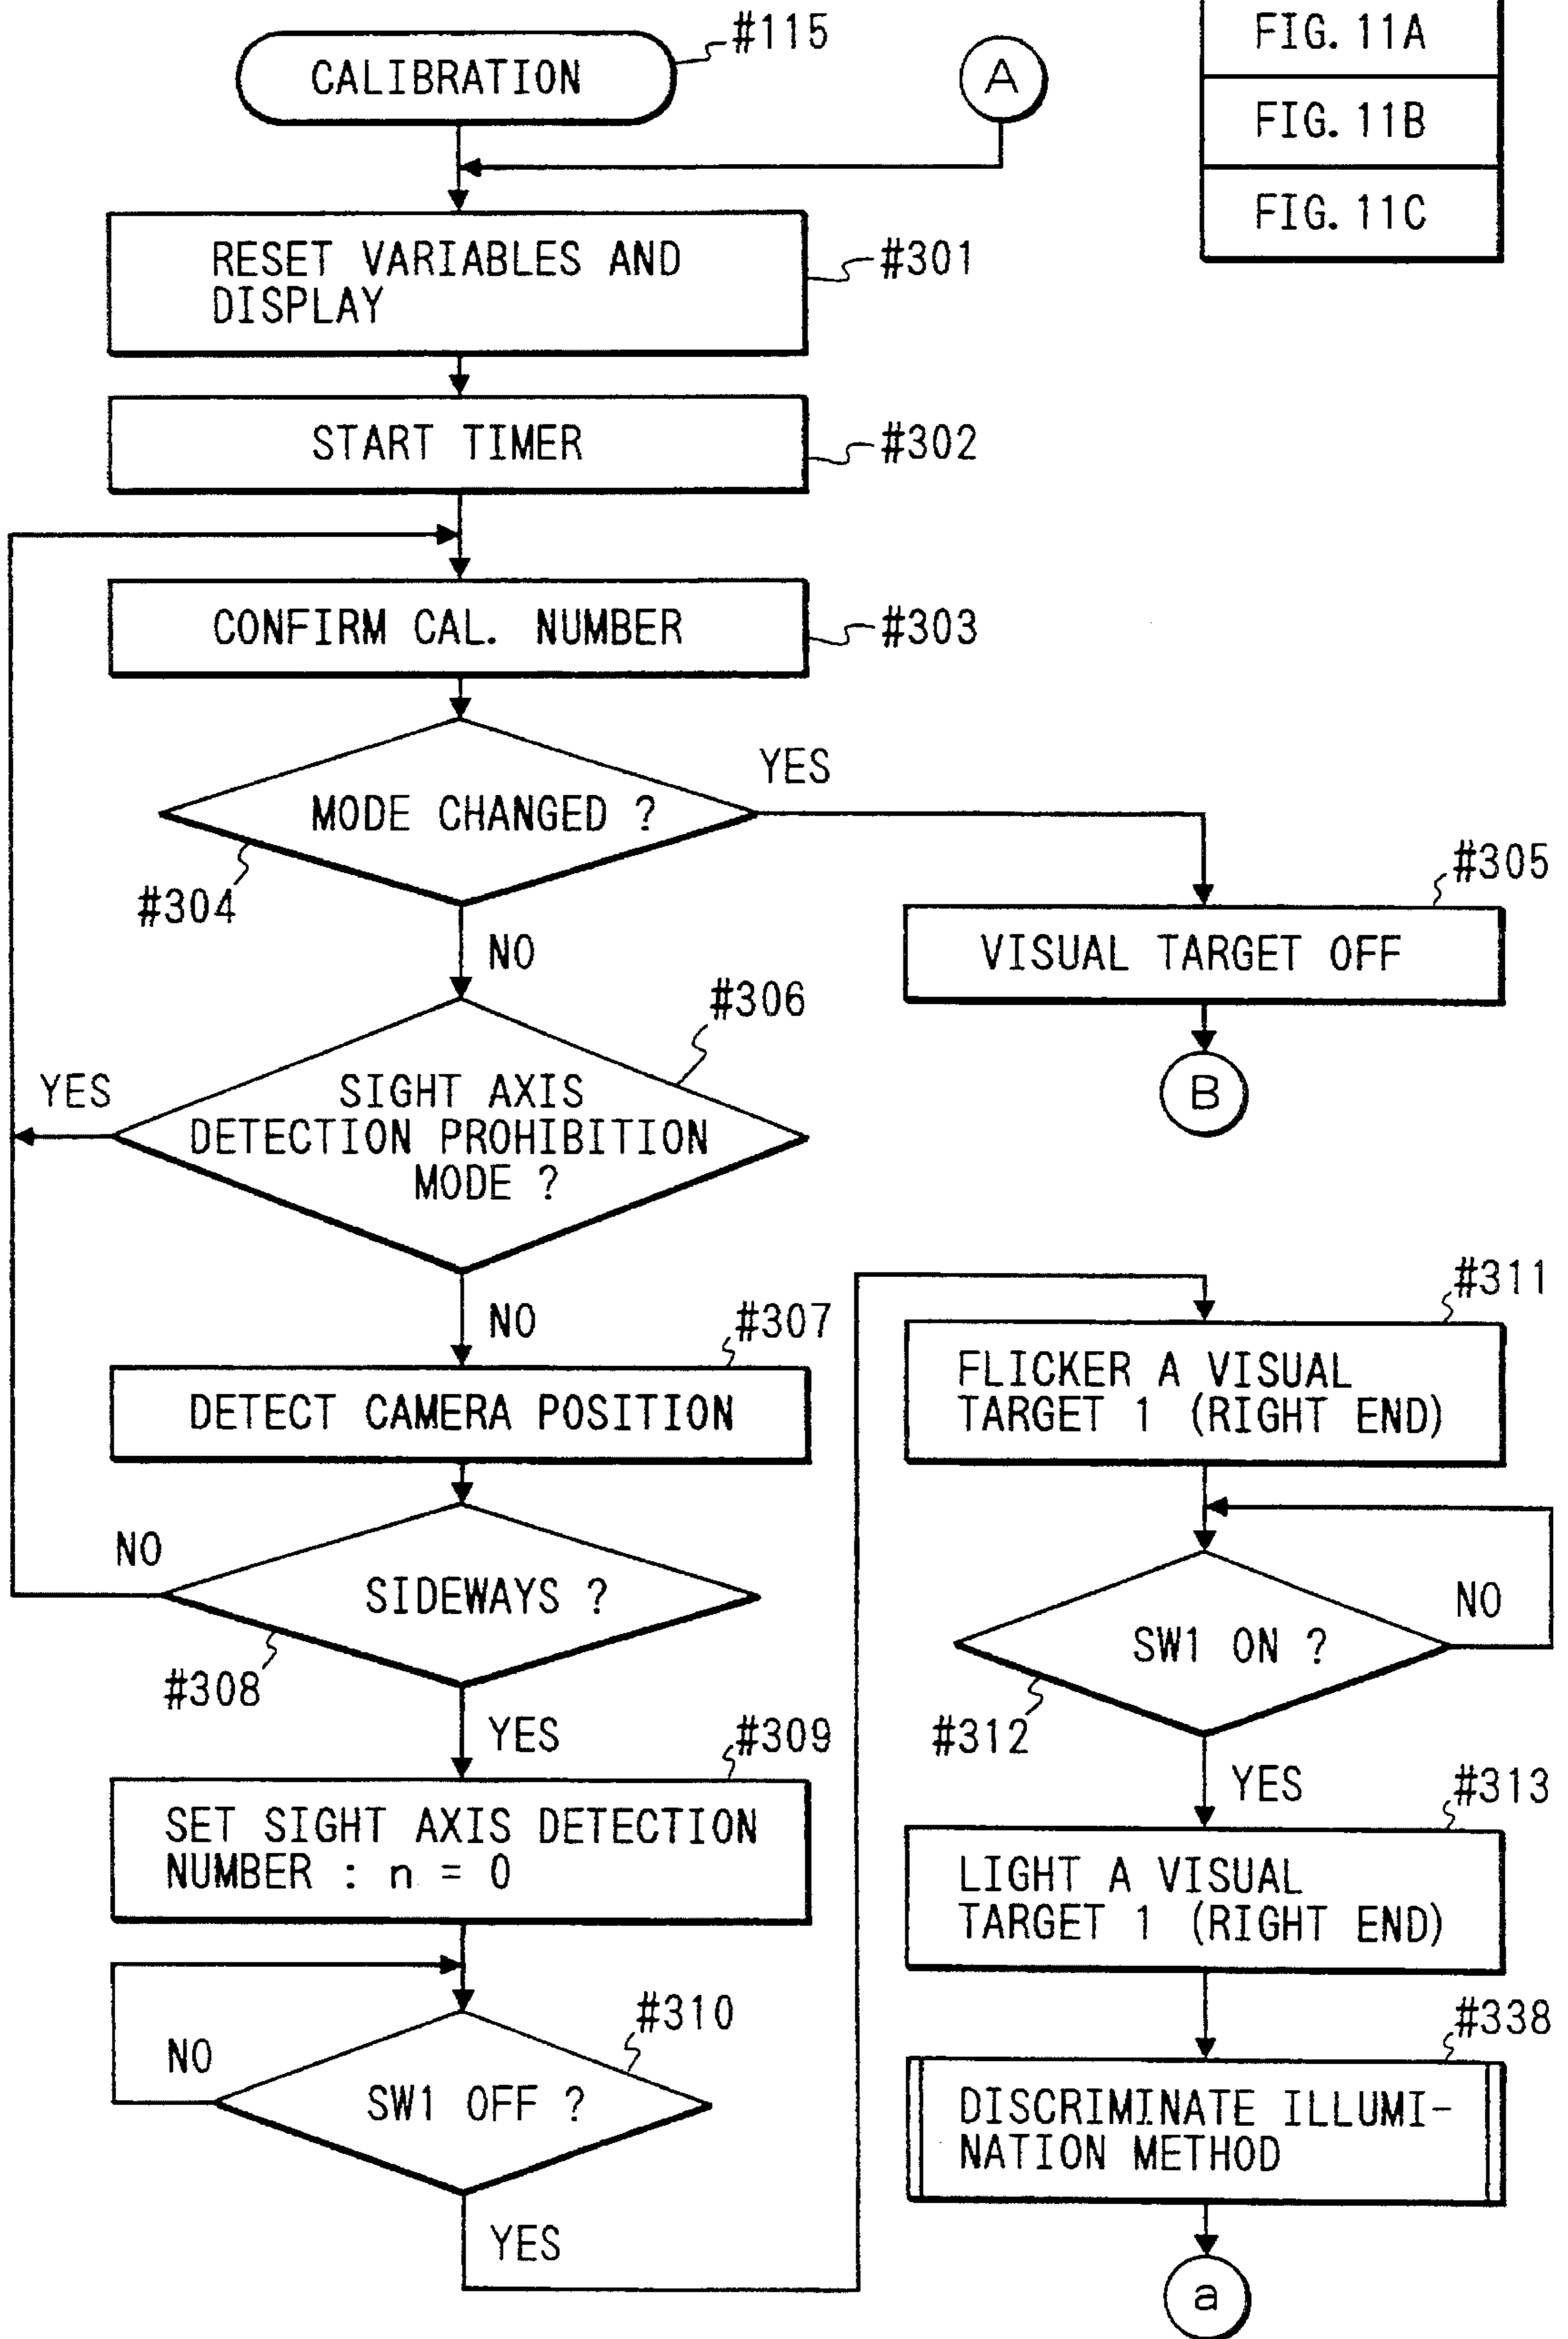 FIG. 11A
FIG. 11B
FIG. 11C
CALIBRATION
#115
A
RESET VARIABLES AND
DISPLAY
#301
START TIMER
#302
CONFIRM CAL. NUMBER
#303
MODE CHANGED ?
#304
YES
NO
VISUAL TARGET OFF
#305
B
SIGHT AXIS
DETECTION PROHIBITION
MODE ?
#306
YES
NO
DETECT CAMERA POSITION
#307
SIDEWAYS ?
#308
NO
YES
SET SIGHT AXIS DETECTION
NUMBER : n = 0
#309
SW1 OFF ?
#310
NO
YES
FLICKER A VISUAL
TARGET 1 (RIGHT END)
#311
SW1 ON ?
#312
NO
YES
LIGHT A VISUAL
TARGET 1 (RIGHT END)
#313
DISCRIMINATE ILLUMI-
NATION METHOD
#338
a